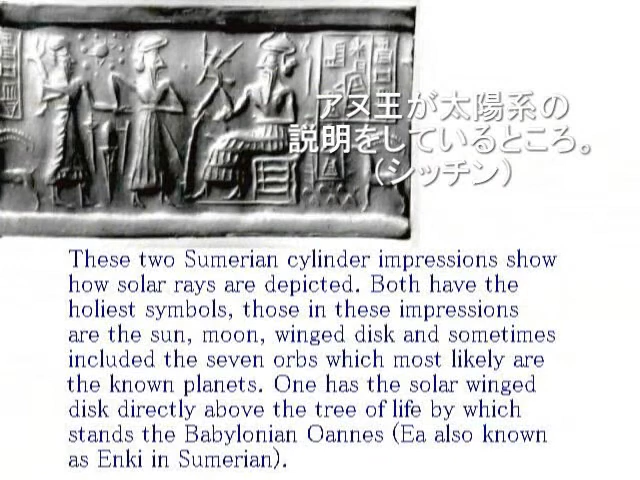 アヌ王が太陽系の
説明をしているところ。
(シッチン)
These two Sumerian cylinder impressions show
how solar rays are depicted. Both have the
holiest symbols, those in these impressions
are the sun, moon, winged disk and sometimes
included the seven orbs which most likely are
the known planets. One has the solar winged
disk directly above the tree of life by which
stands the Babylonian Oannes (Ea also known
as Enki in Sumerian).